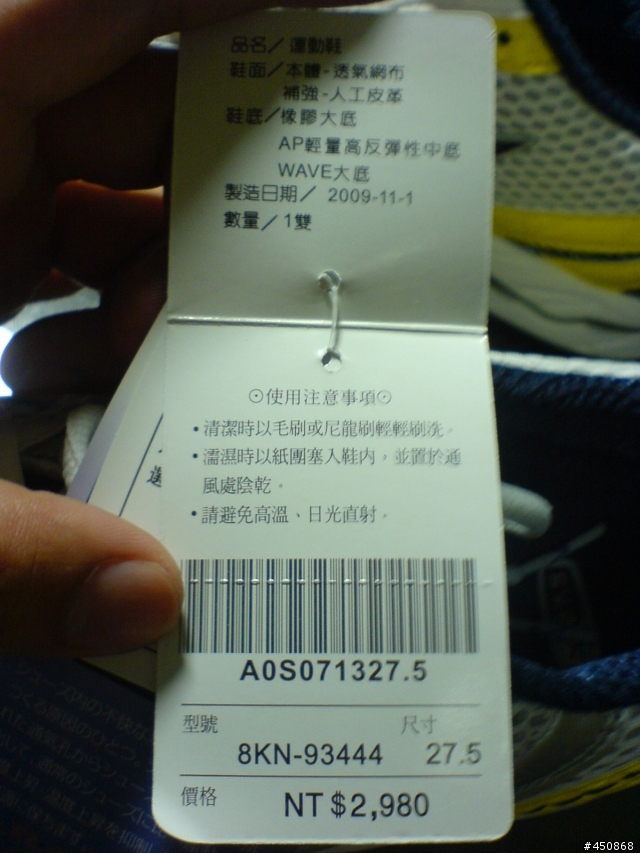 品名／運動鞋
鞋面／本體-透氣網布
補強-人工皮革
鞋底／橡膠大底
AP輕量高反彈性中底
WAVE大底
製造日期／ 2009-11-1
數量／1雙
⊙使用注意事項⊙
•清潔時以毛刷或尼龍刷輕輕刷洗。
•濡濕時以紙團塞入鞋內，並置於通
風處陰乾。
•請避免高溫、日光直射。
A0S071327.5
型號 尺寸
8KN-93444 27.5
價格 NT$2,980
#450868